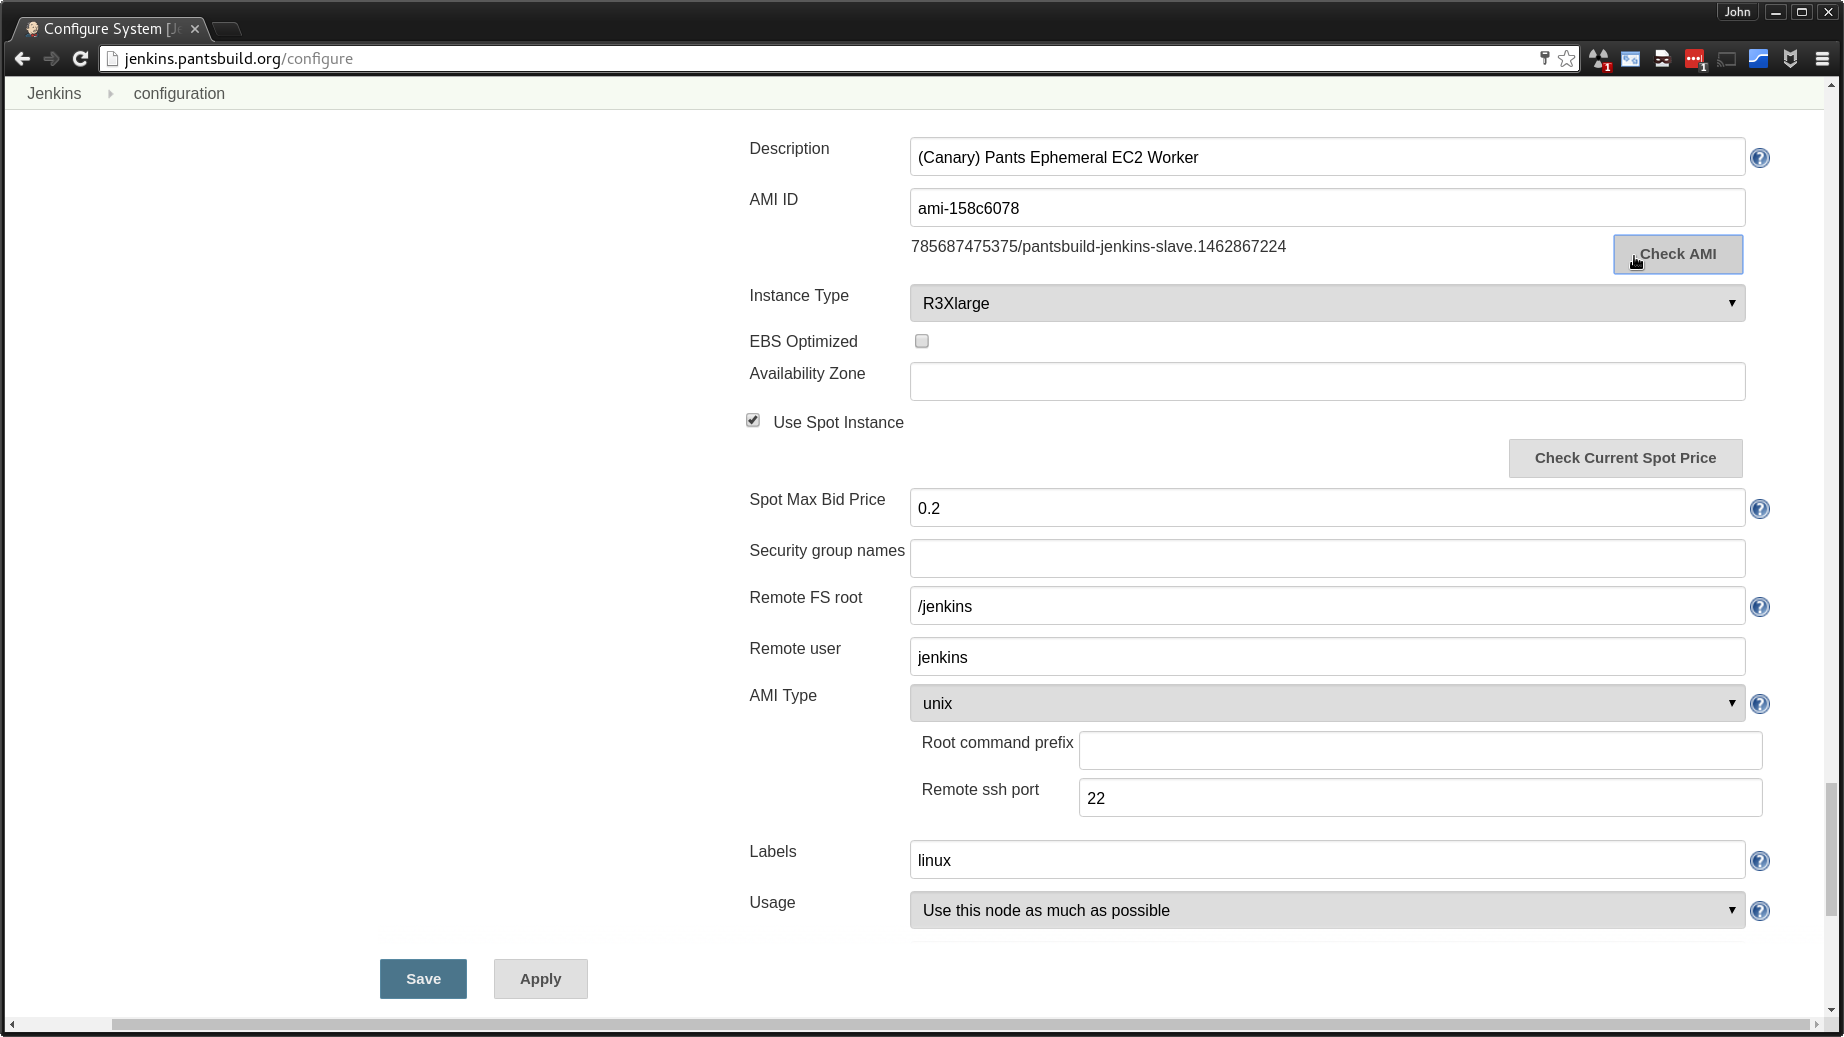 John
Configure System [Je
jenkins.pantsbuild.org/configure
1
1
Jenkins
configuration
Description
(Canary) Pants Ephemeral EC2 Worker
AMI ID
ami-158c6078
785687475375/pantsbuild-jenkins-slave.1462867224
Check AMI
Instance Type
R3Xlarge
EBS Optimized
Availability Zone
Use Spot Instance
Check Current Spot Price
Spot Max Bid Price
0.2
Security group names
Remote FS root
/jenkins
Remote user
jenkins
AMI Type
unix
Root command prefix
Remote ssh port
22
Labels
linux
Usage
Use this node as much as possible
Save
Apply